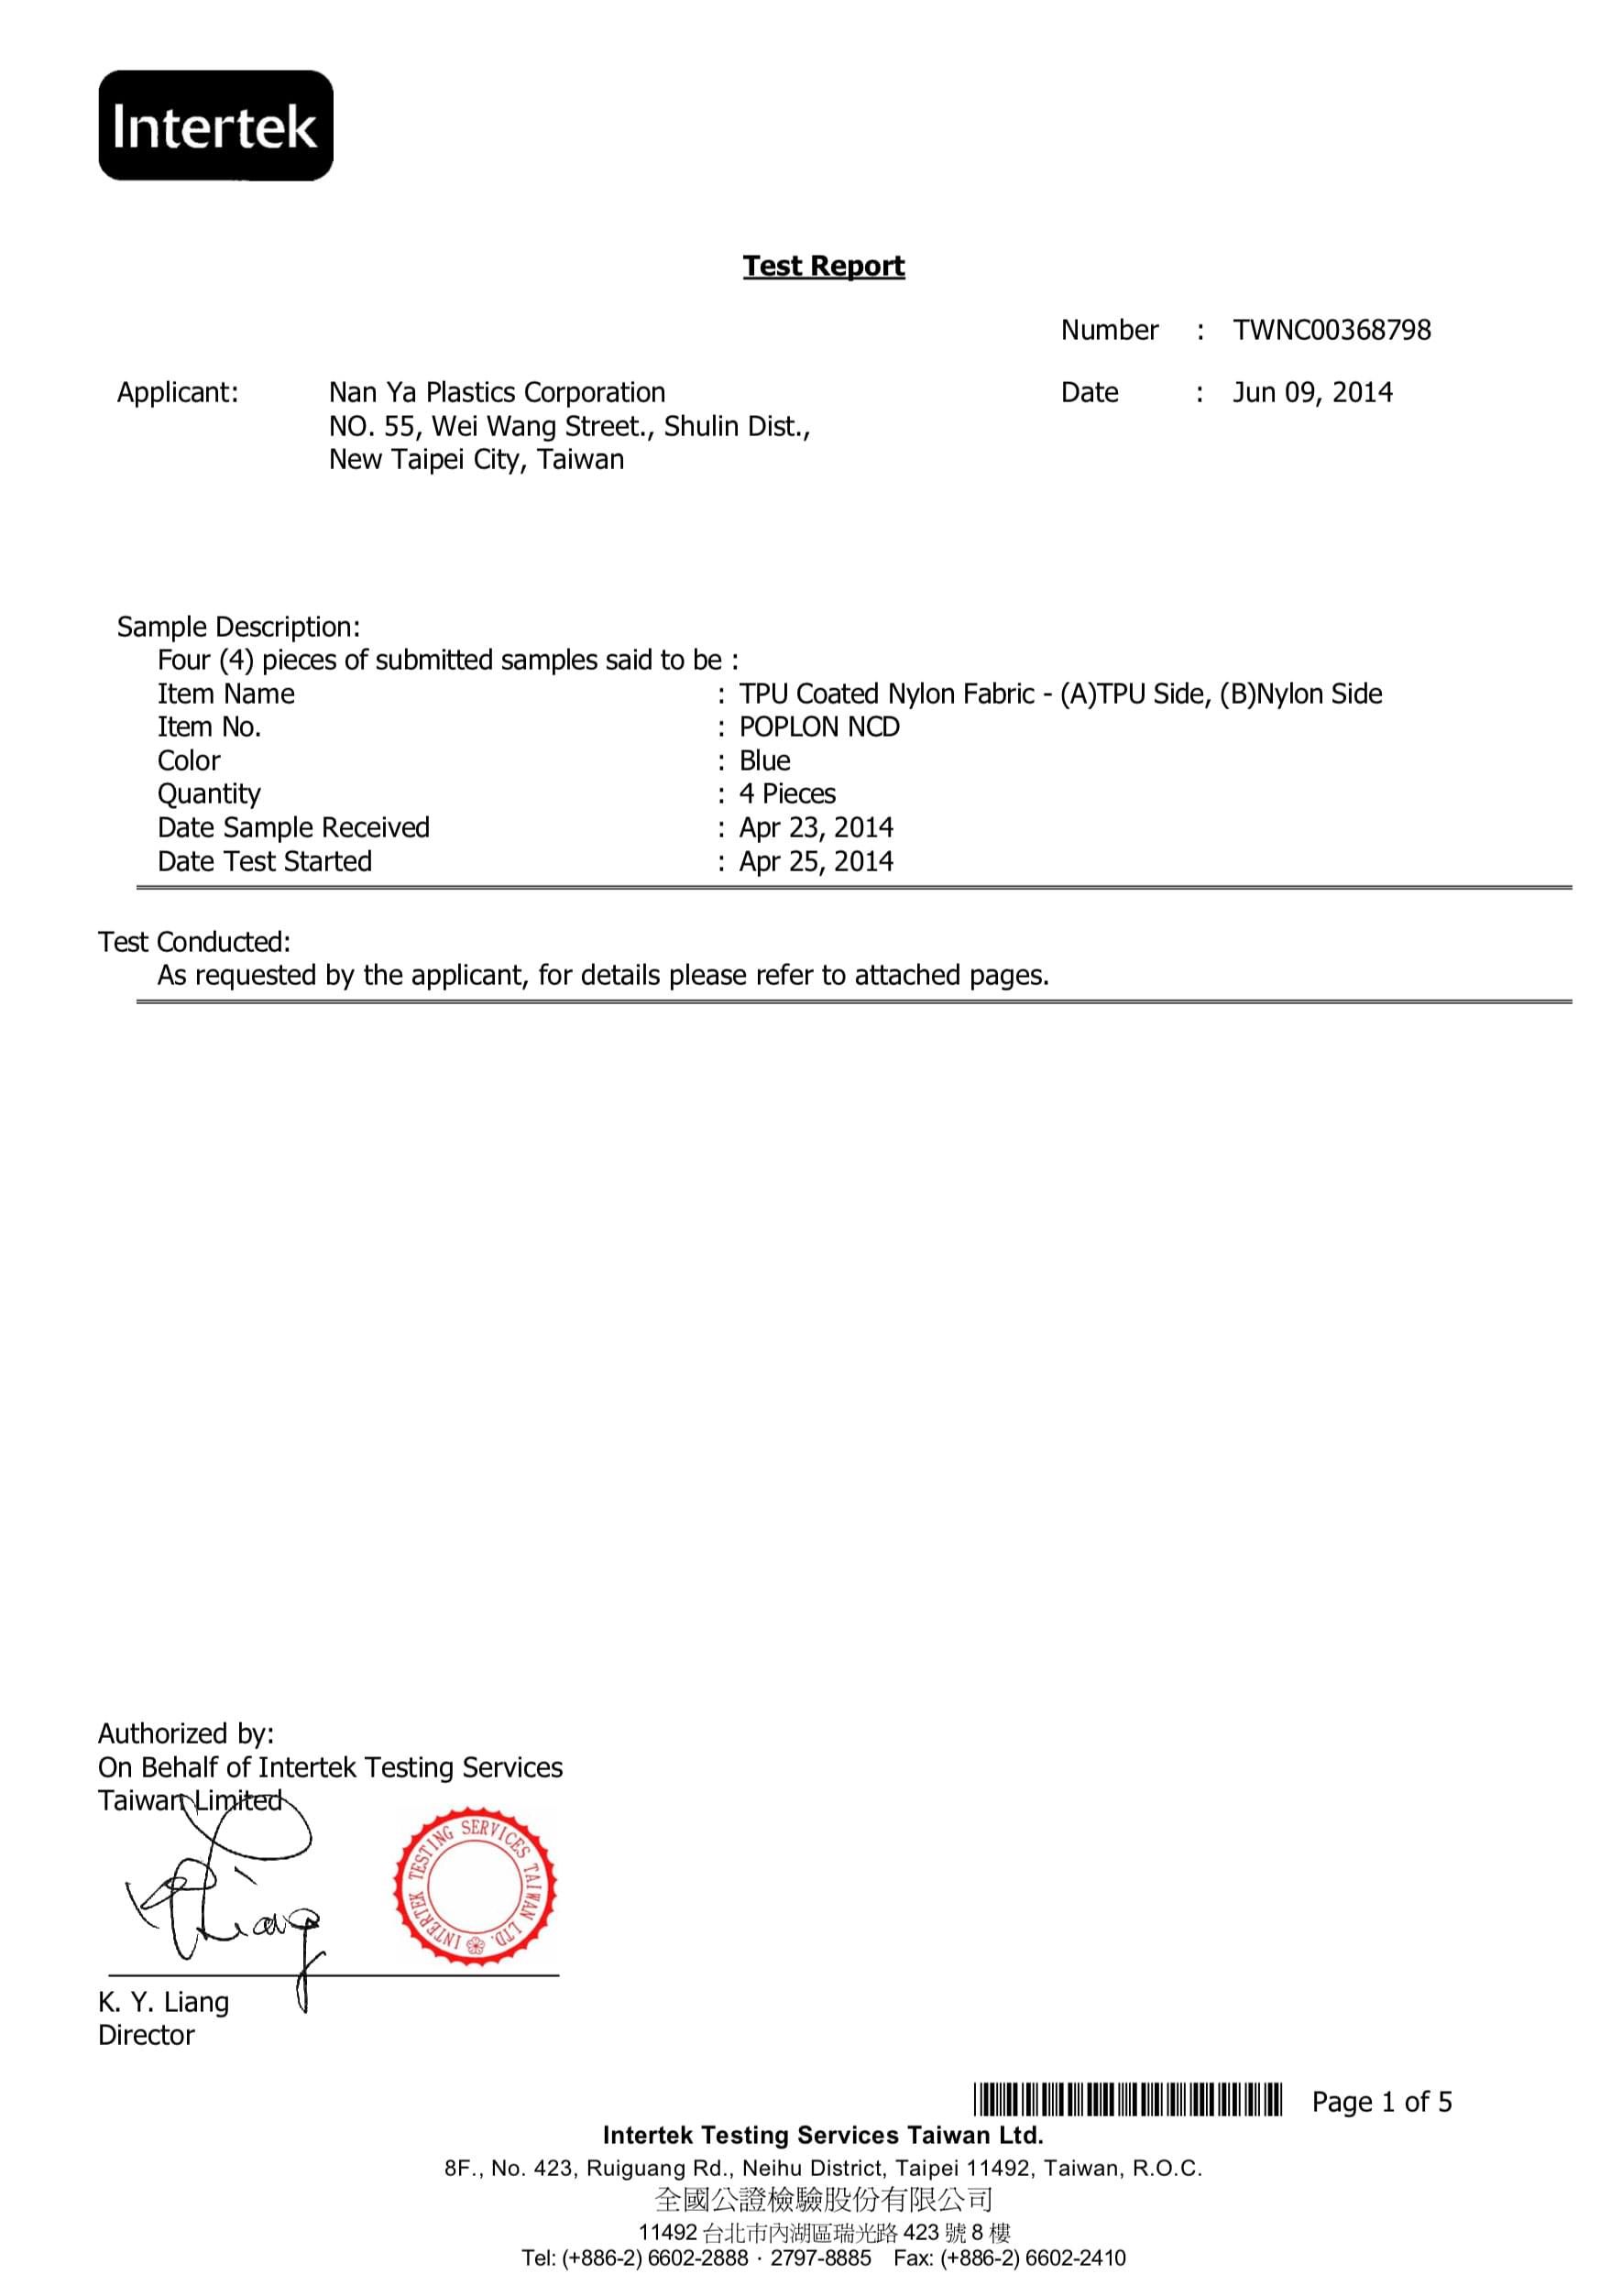 Intertek
Test Report
Number : TWNC00368798
Applicant: Nan Ya Plastics Corporation Date : Jun 09, 2014
NO. 55, Wei Wang Street., Shulin Dist.,
New Taipei City, Taiwan
Sample Description:
Four (4) pieces of submitted samples said to be :
Item Name : TPU Coated Nylon Fabric - (A)TPU Side, (B)Nylon Side
Item No. : POPLON NCD
Color : Blue
Quantity : 4 Pieces
Date Sample Received : Apr 23, 2014
Date Test Started : Apr 25, 2014
Test Conducted:
As requested by the applicant, for details please refer to attached pages.
Authorized by:
On Behalf of Intertek Testing Services
Taiwan Limited
KY Liang
INTERTEK TESTING SERVICES TAIWAN LTD.
K. Y. Liang
Director
Page 1 of 5
Intertek Testing Services Taiwan Ltd.
8F., No. 423, Ruiguang Rd., Neihu District, Taipei 11492, Taiwan, R.O.C.
全國公證檢驗股份有限公司
11492 台北市內湖區瑞光路 423 號 8 樓
Tel: (+886-2) 6602-2888 · 2797-8885 Fax: (+886-2) 6602-2410